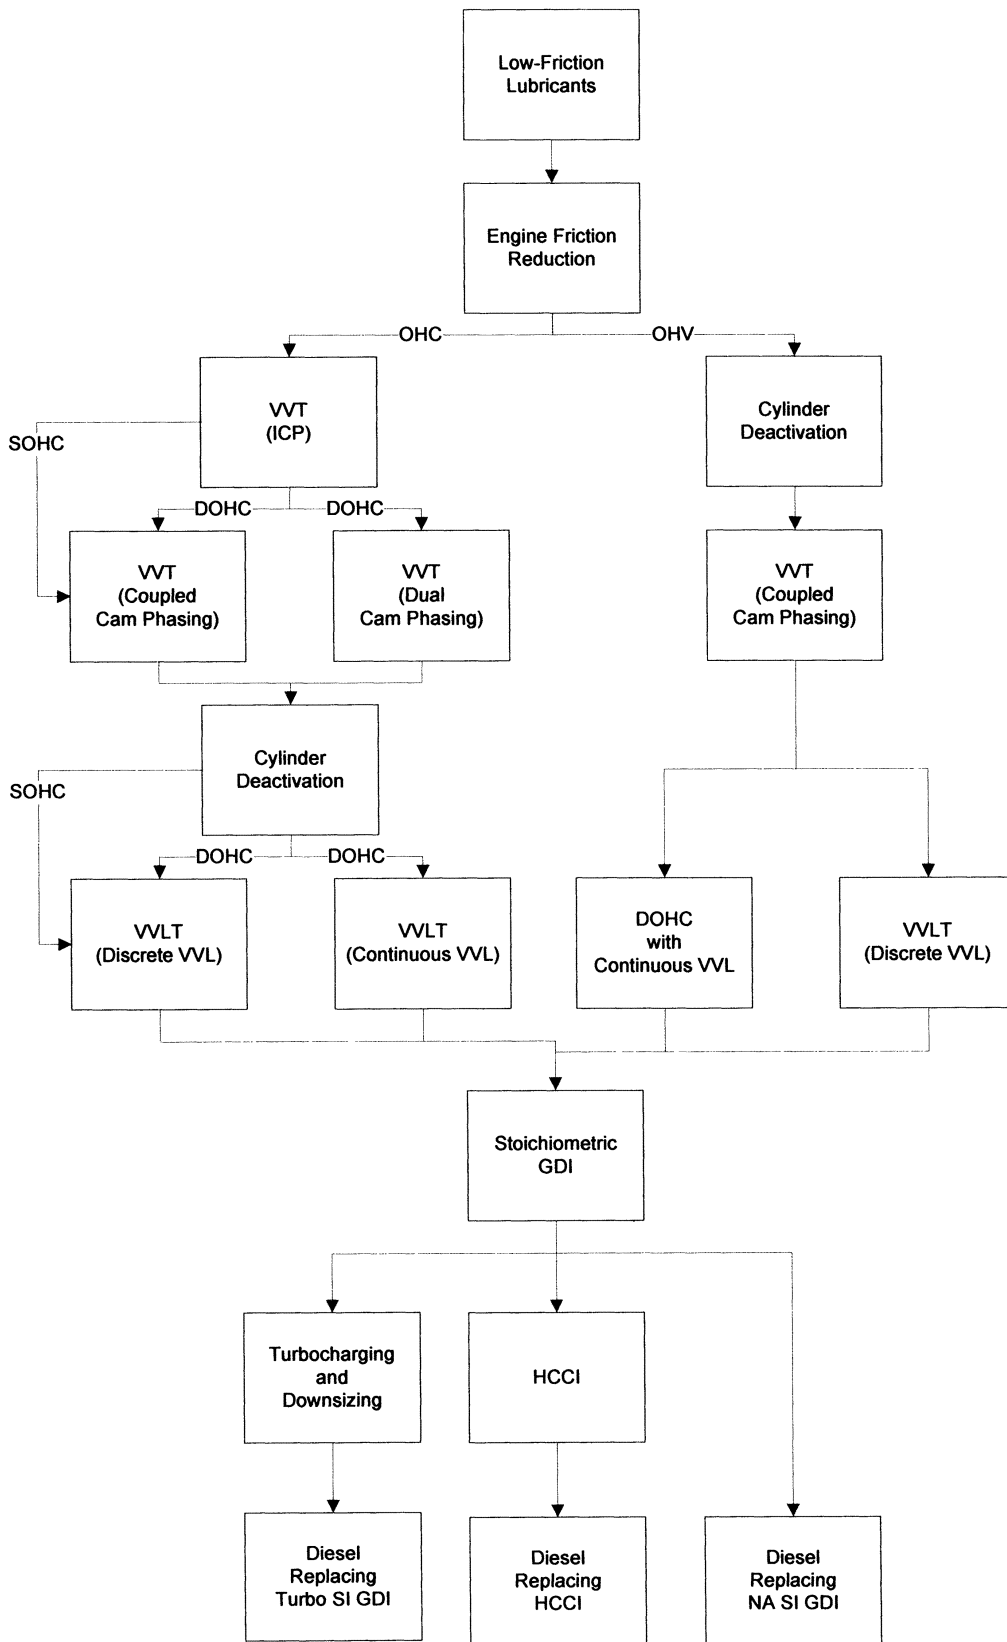 Low-Friction
Lubricants
Engine Friction
Reduction
OHC
OHV
VVT
(ICP)
Cylinder
Deactivation
SOHC
DOHC
DOHC
VVT
(Coupled
Cam Phasing)
VVT
(Dual
Cam Phasing)
VVT
(Coupled
Cam Phasing)
Cylinder
Deactivation
SOHC
DOHC
DOHC
VVLT
(Discrete VVL)
VVLT
(Continuous VVL)
DOHC
with
Continuous VVL
VVLT
(Discrete VVL)
Stoichiometric
GDI
Turbocharging
and
Downsizing
HCCI
Diesel
Replacing
Turbo SI GDI
Diesel
Replacing
HCCI
Diesel
Replacing
NA SI GDI